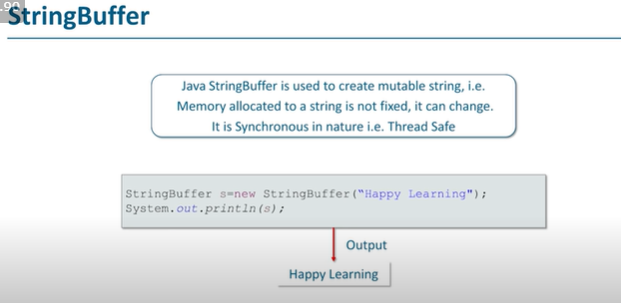 StringBuffer
Java StringBuffer is used to create mutable string, i.e.
Memory allocated to a string is not fixed, it can change.
It is Synchronous in nature i.e. Thread Safe
StringBuffer s=new StringBuffer("Happy Learning");
System.out.println(s);
Output
Happy Learning